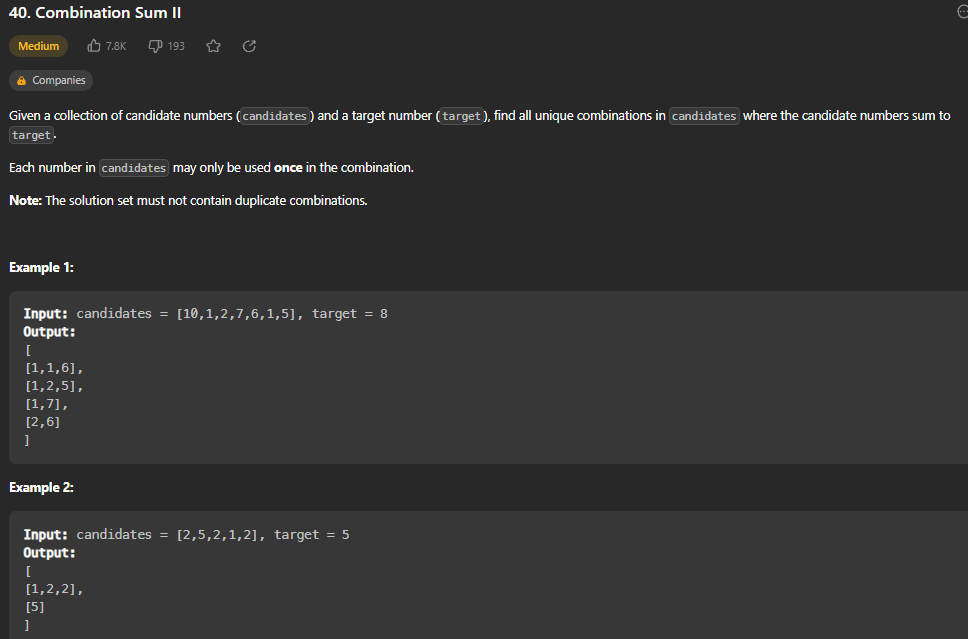 40. Combination Sum II
Medium 7.8K 193
Companies
Given a collection of candidate numbers (candidates) and a target number (target), find all unique combinations in candidates where the candidate numbers sum to
target.
Each number in candidates may only be used once in the combination.
Note: The solution set must not contain duplicate combinations.
Example 1:
Input: candidates = [10,1,2,7,6,1,5], target = 8
Output:
[
[1,1,6],
[1,2,5],
[1,7],
[2,6]
]
Example 2:
Input: candidates = [2,5,2,1,2], target = 5
Output:
[
[1,2,2],
[5]
]